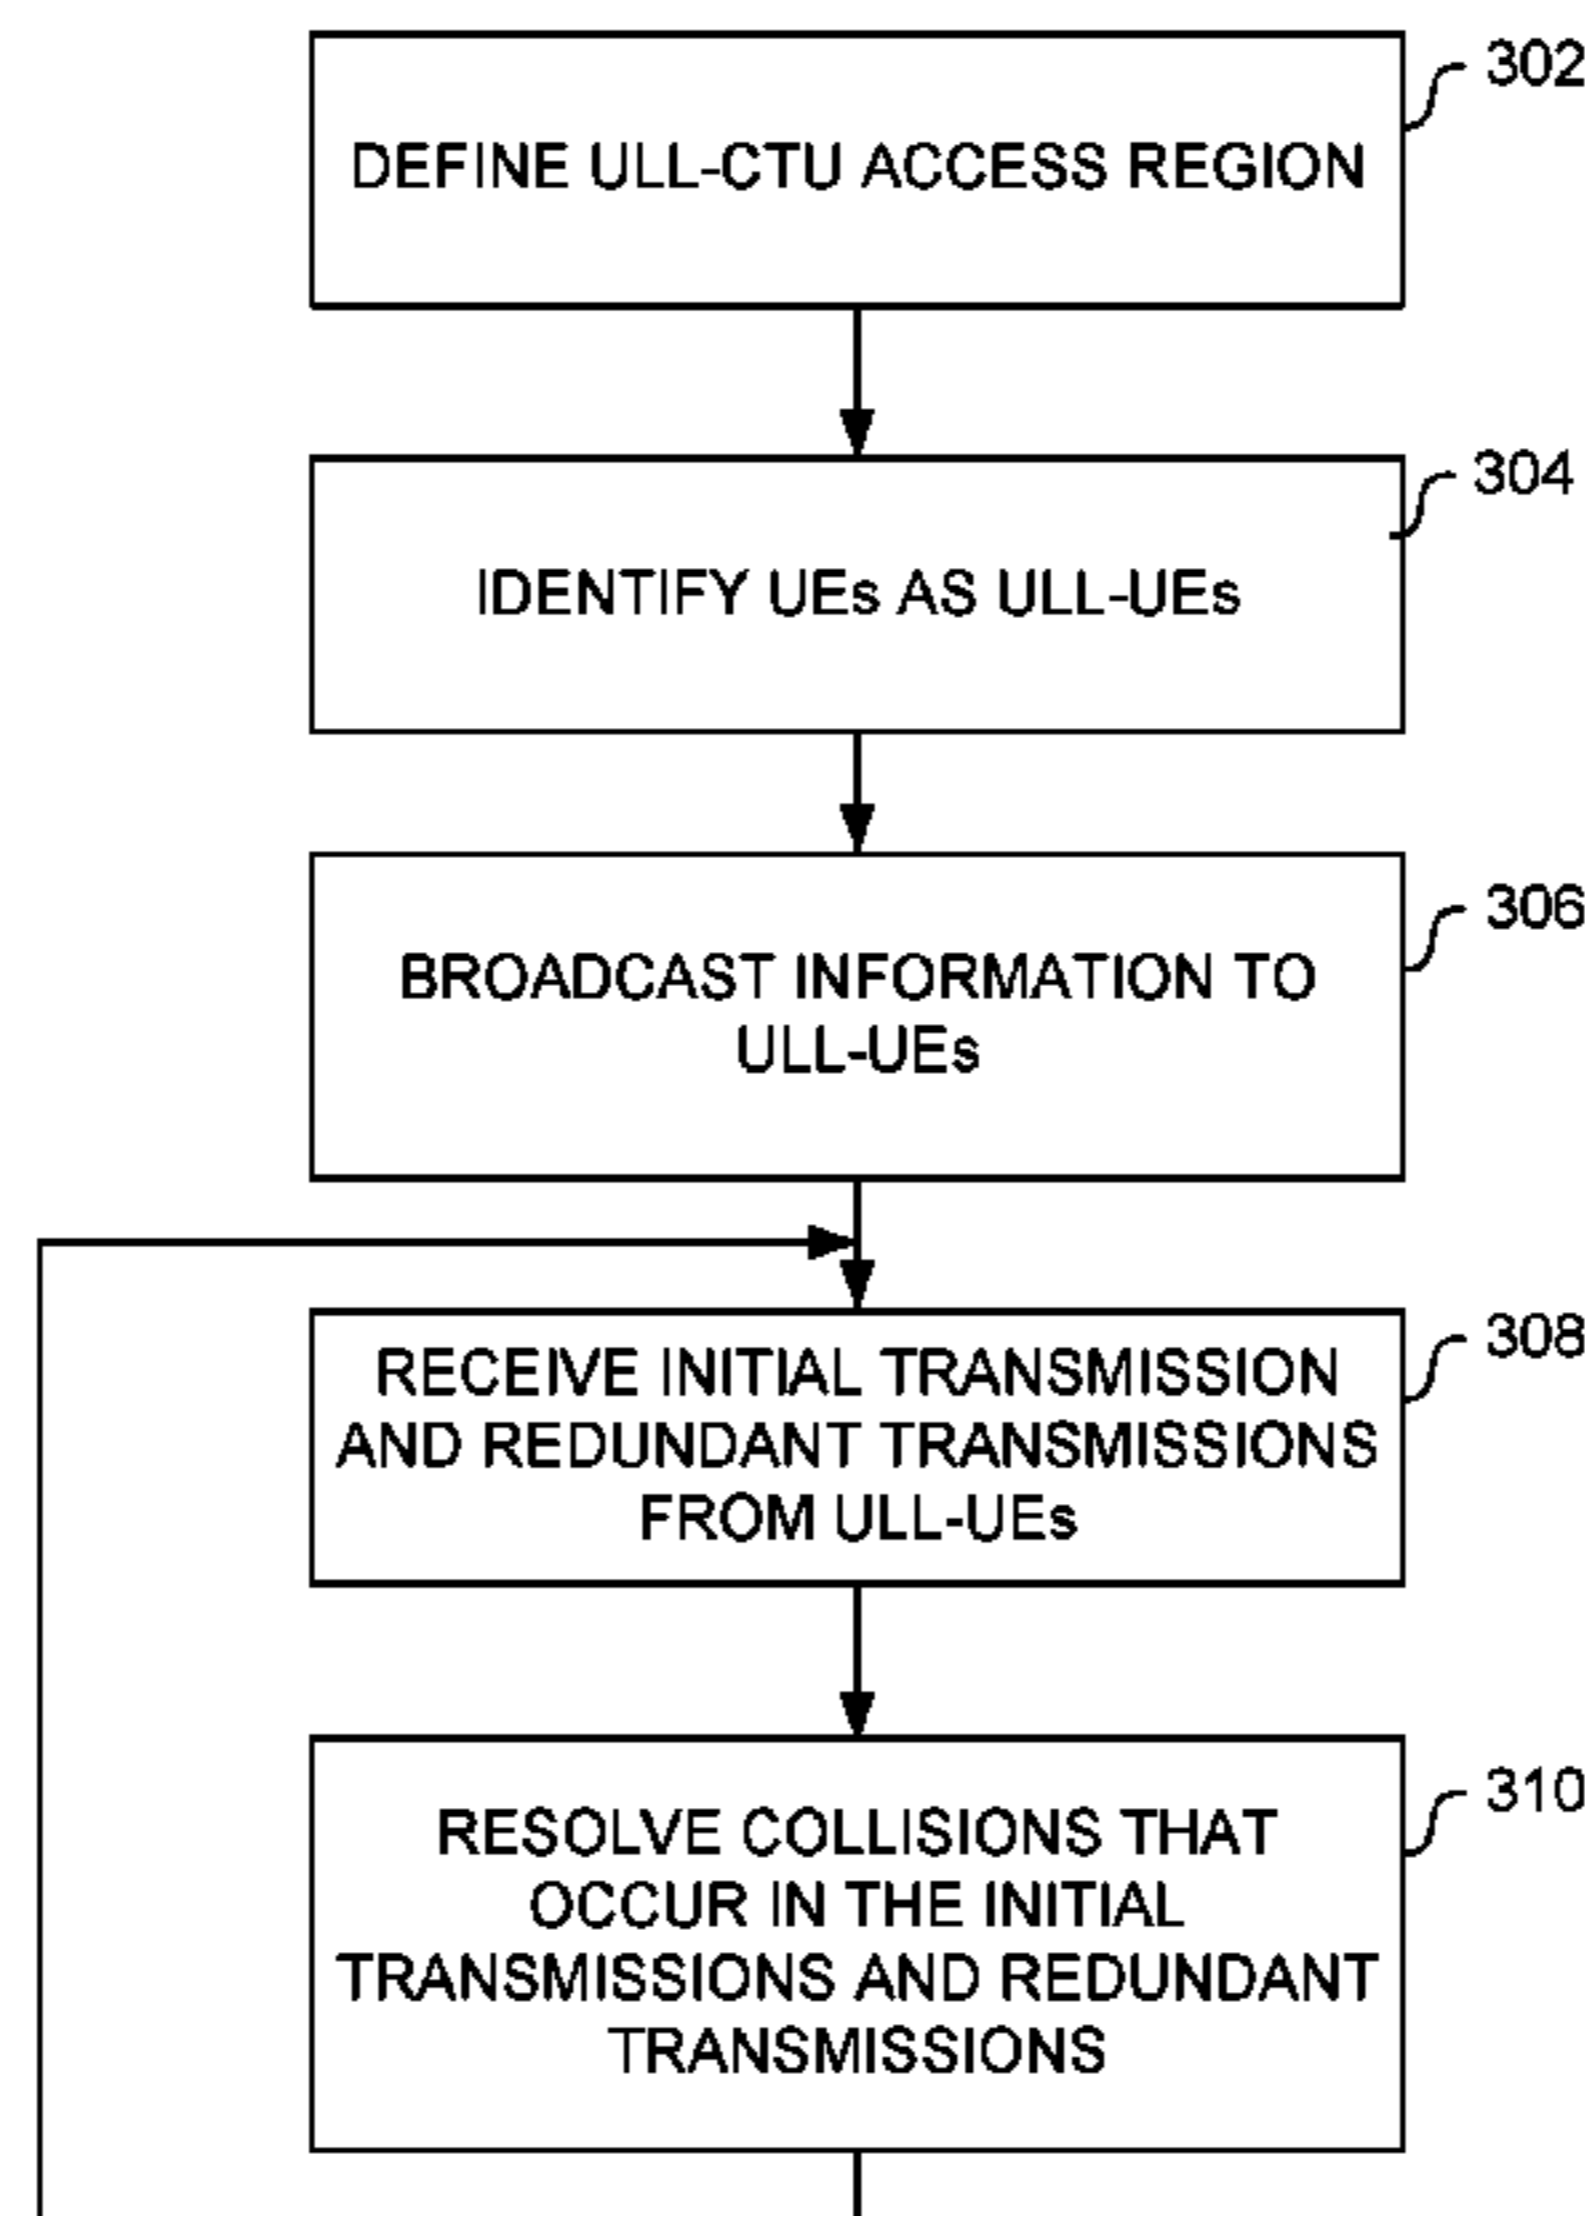 302
DEFINE ULL-CTU ACCESS REGION
304
IDENTIFY UEs AS ULL-UEs
306
BROADCAST INFORMATION TO
ULL-UEs
308
RECEIVE INITIAL TRANSMISSION
AND REDUNDANT TRANSMISSIONS
FROM ULL-UEs
310
RESOLVE COLLISIONS THAT
OCCUR IN THE INITIAL
TRANSMISSIONS AND REDUNDANT
TRANSMISSIONS